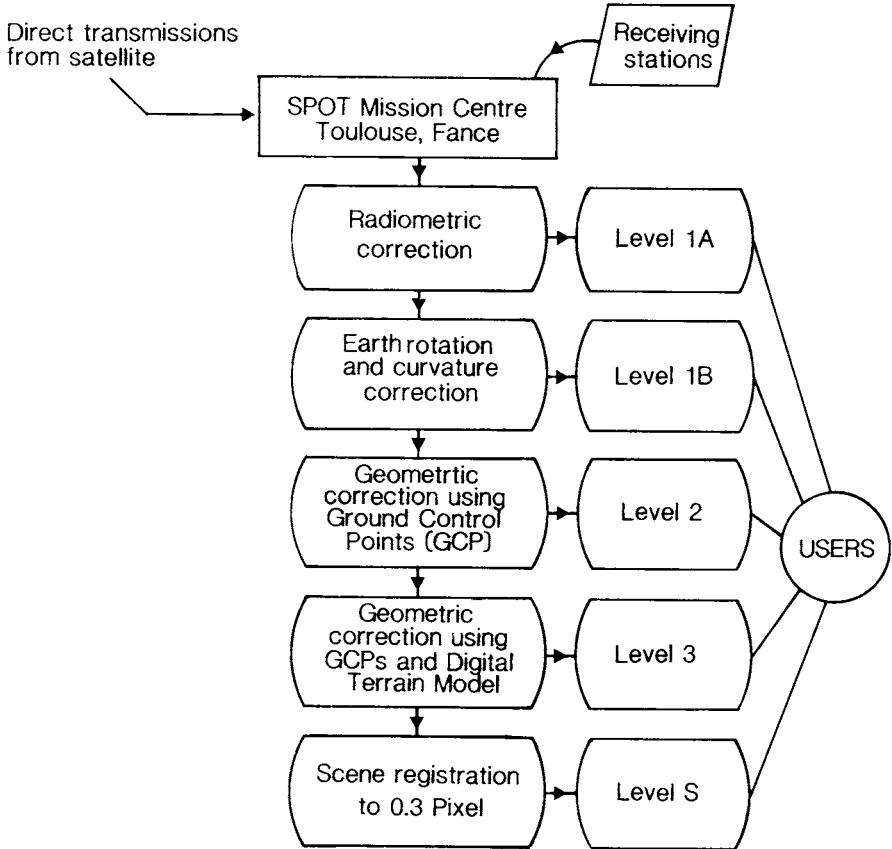 Direct transmissions
from satellite
Receiving
stations
SPOT Mission Centre
Toulouse, Fance
Radiometric
correction
Level 1A
Earth rotation
and curvature
correction
Level 1B
Geometrtic
correction using
Ground Control
Points (GCP)
Level 2
USERS
Geometric
correction using
GCPs and Digital
Terrain Model
Level 3
Scene registration
to 0.3 Pixel
Level S